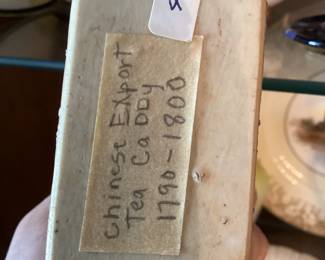 Chinese Export
Tea CaDDy
1790-1800